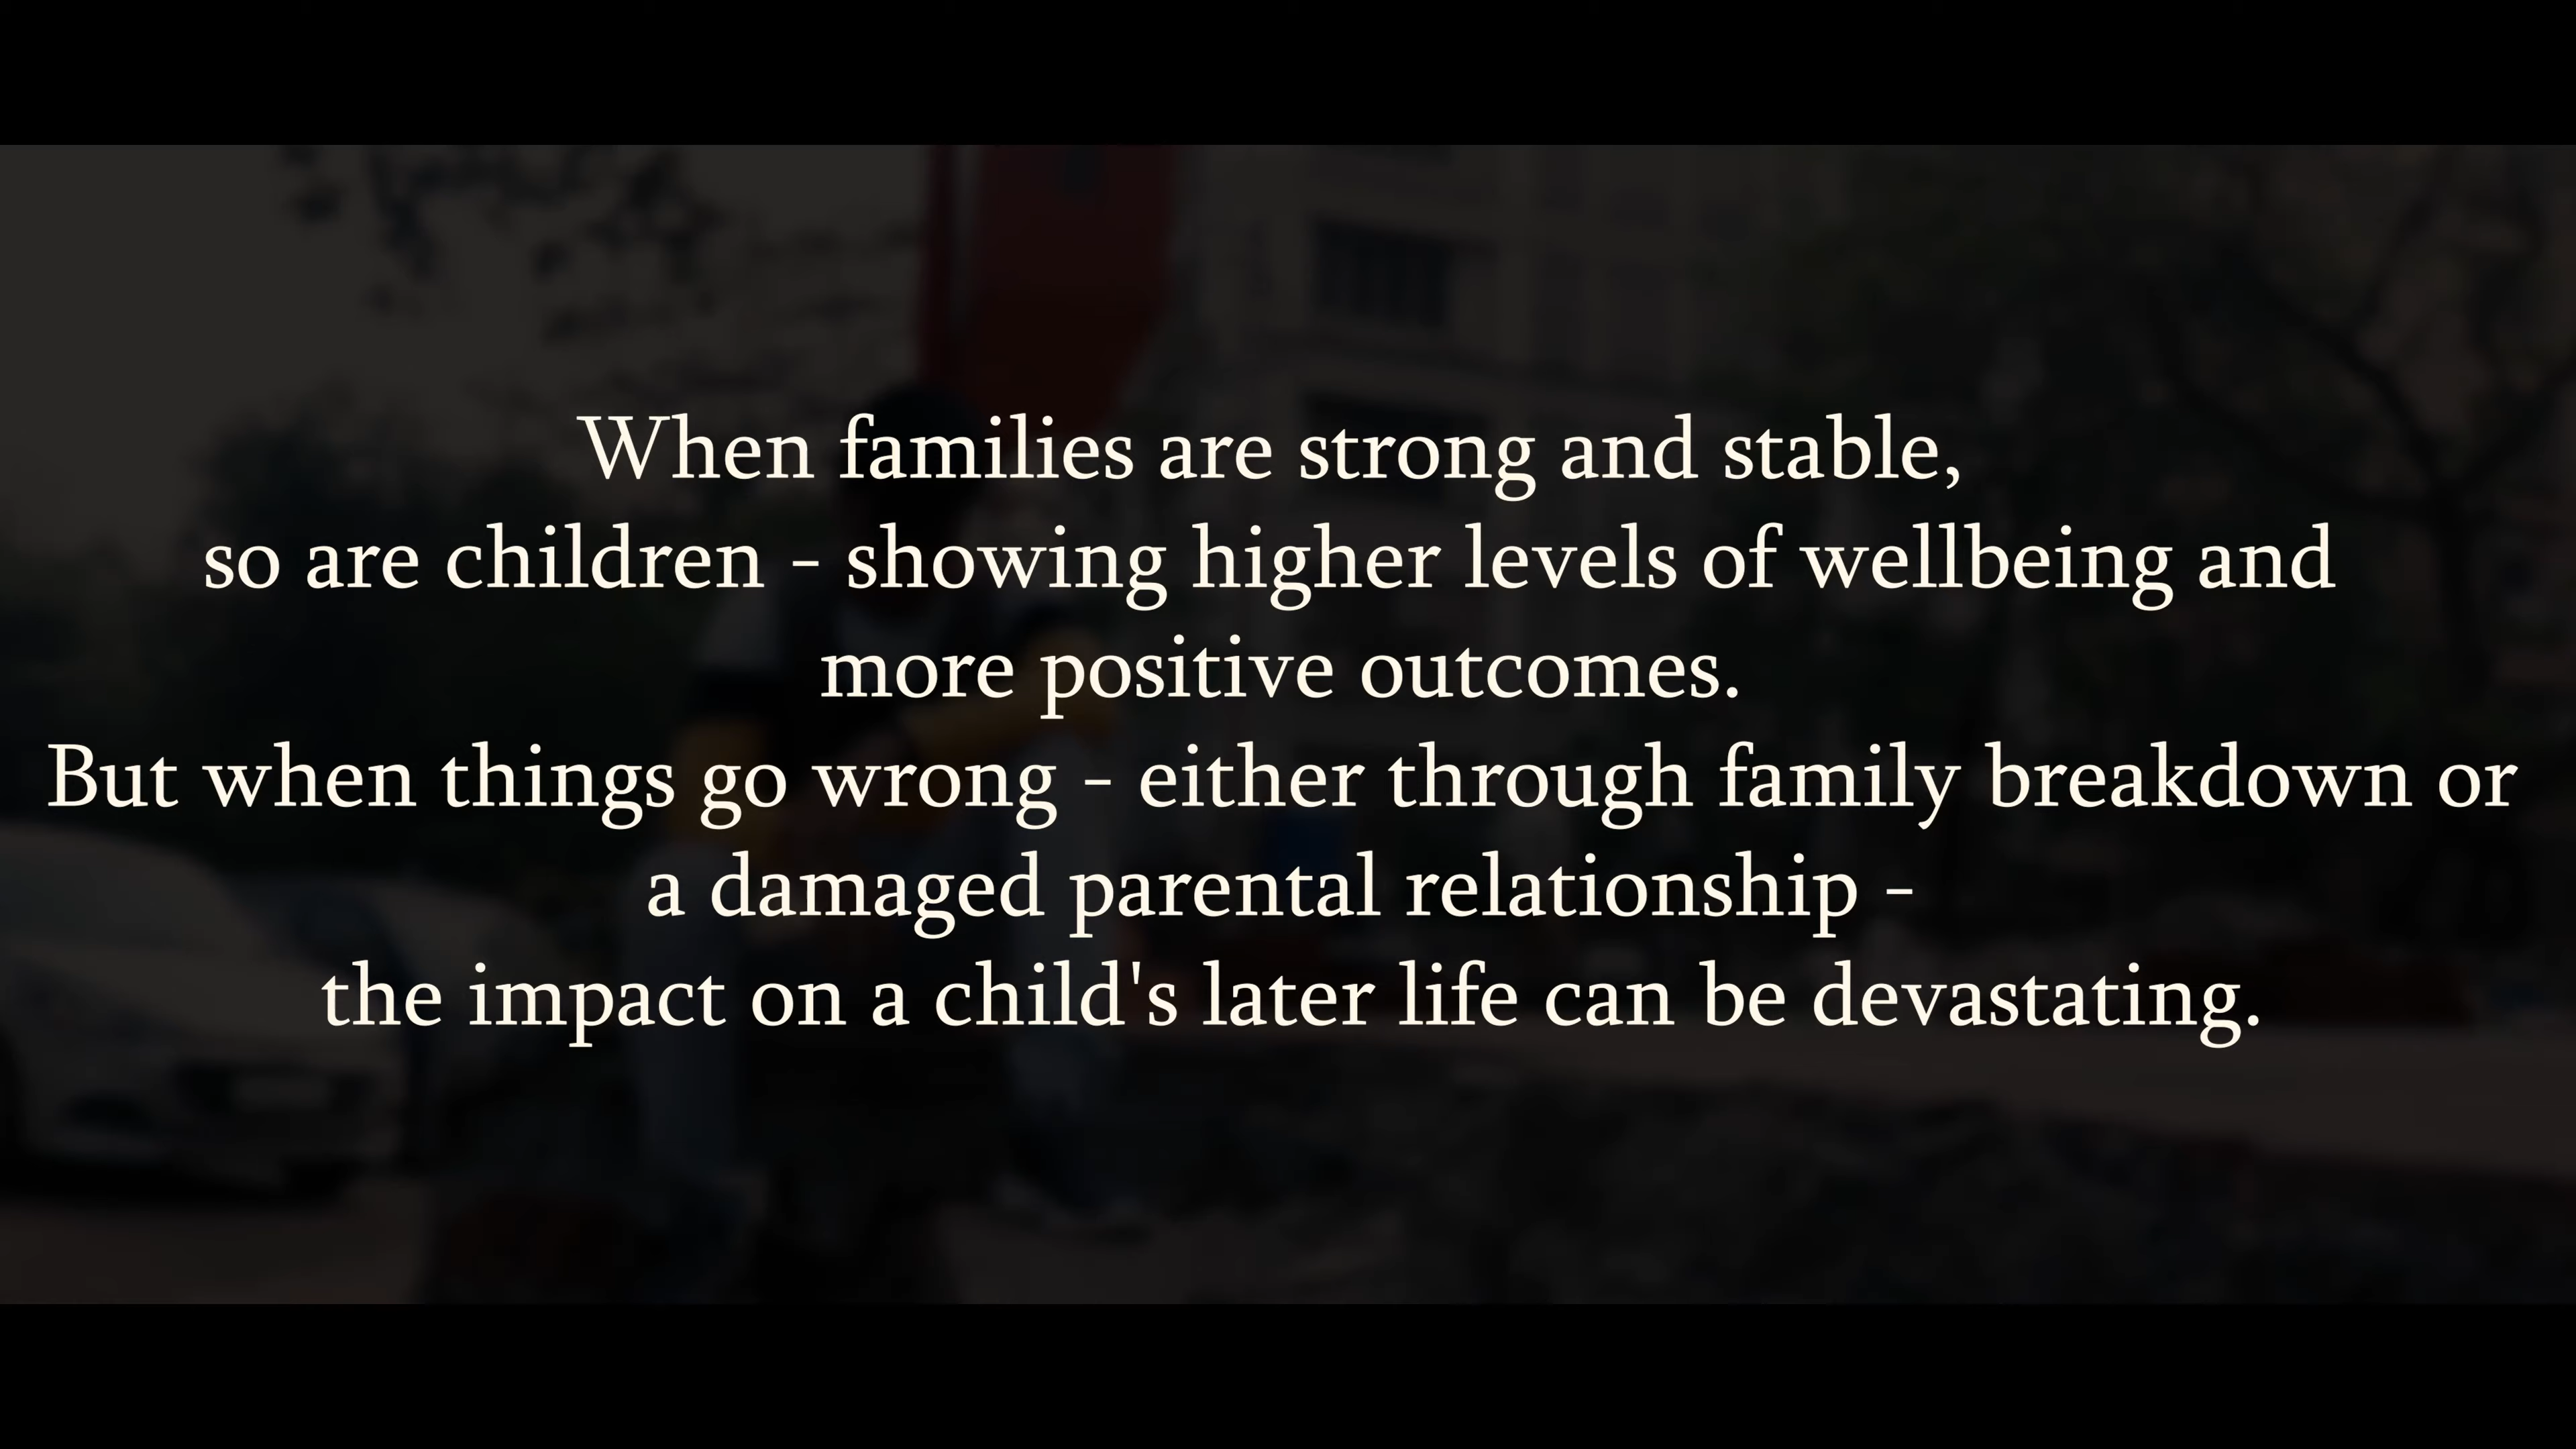 When families are strong and stable,
so are children - showing higher levels of wellbeing and
more positive outcomes.
But when things go wrong - either through family breakdown or
a damaged parental relationship -
the impact on a child's later life can be devastating.